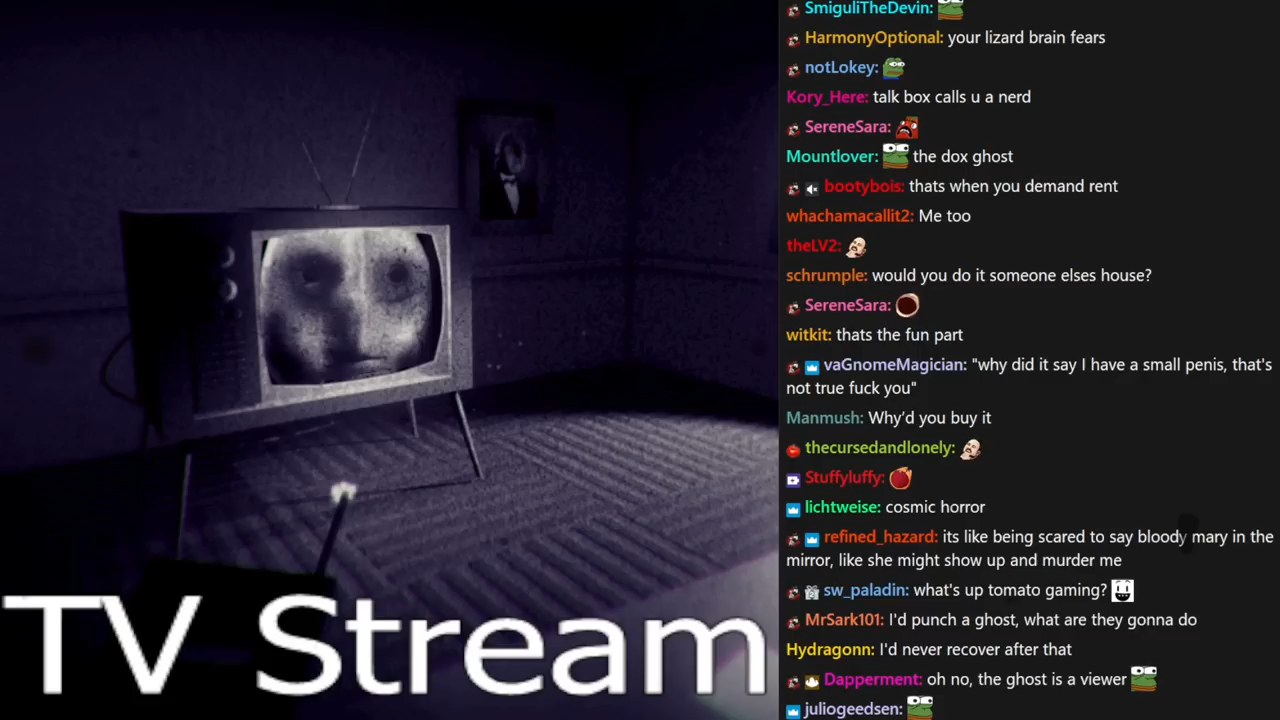 SmiguliTheDevin:
HarmonyOptional: your lizard brain fears
notLokey:
Kory_Here: talk box calls u a nerd
SereneSara:
Mountlover: the dox ghost
bootybois: thats when you demand rent
whachamacallit2: Me too
theLV2:
schrumple: would you do it someone elses house?
SereneSara:
witkit: thats the fun part
vaGnomeMagician: "why did it say I have a small penis, that's
not true fuck you"
Manmush: Why’d you buy it
thecursedandlonely:
Stuffyluffy:
lichtweise: cosmic horror
refined_hazard: its like being scared to say bloody mary in the
mirror, like she might show up and murder me
sw_paladin: what's up tomato gaming?
MrSark101: I'd punch a ghost, what are they gonna do
Hydragonn: I'd never recover after that
Dapperment: oh no, the ghost is a viewer
juliogeedsen:
TV Stream